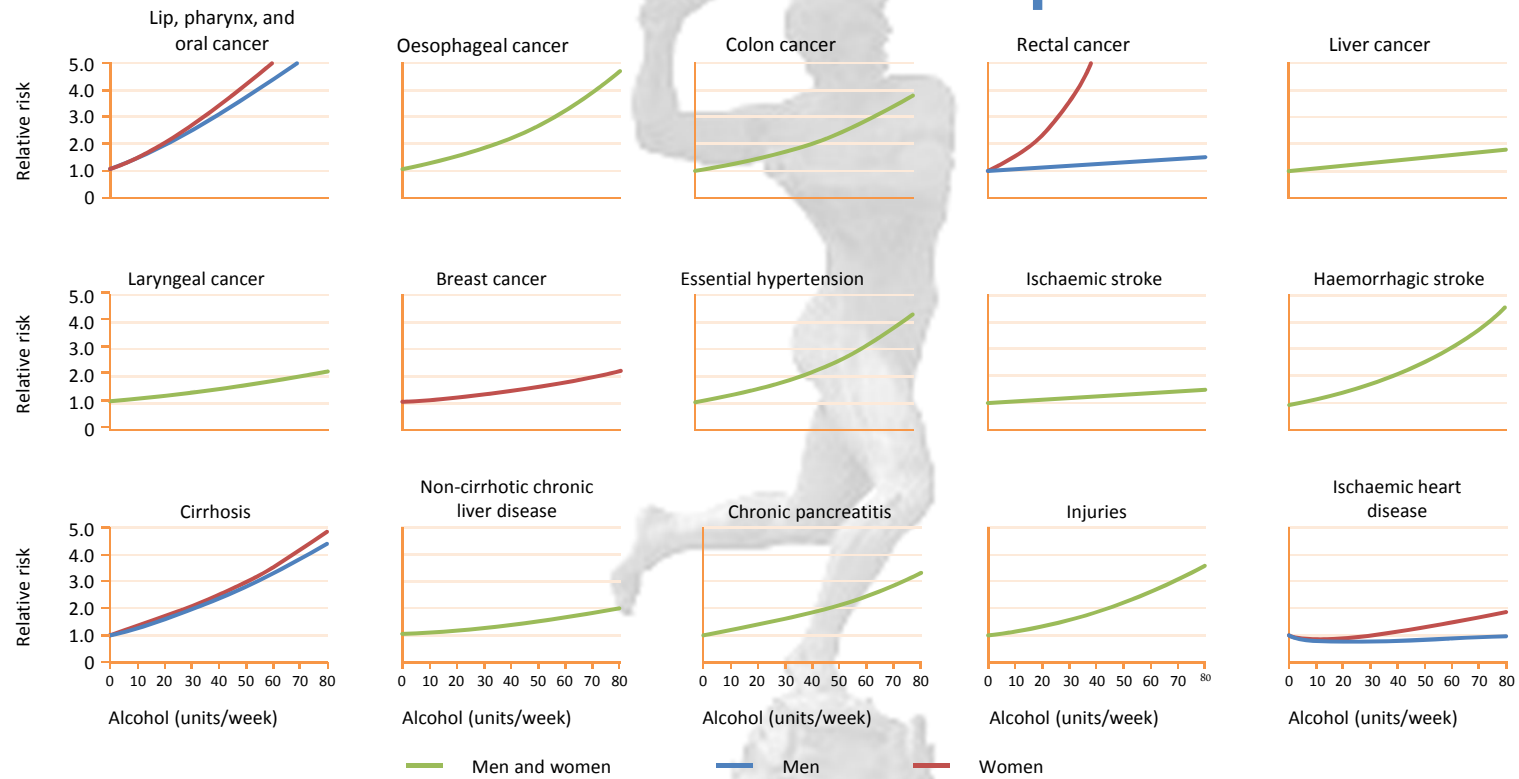 Lip, pharynx, and
oral cancer
Oesophageal cancer
Colon cancer
Rectal cancer
Liver cancer
Relative risk
5.0
4.0
3.0
2.0
1.0
0
Laryngeal cancer
Breast cancer
Essential hypertension
Ischaemic stroke
Haemorrhagic stroke
Relative risk
5.0
4.0
3.0
2.0
1.0
0
Cirrhosis
Non-cirrhotic chronic
liver disease
Chronic pancreatitis
Injuries
Ischaemic heart
disease
Relative risk
5.0
4.0
3.0
2.0
1.0
0
0 10 20 30 40 50 60 70 80
0 10 20 30 40 50 60 70 80
0 10 20 30 40 50 60 70 80
0 10 20 30 40 50 60 70 80
0 10 20 30 40 50 60 70 80
Alcohol (units/week)
Alcohol (units/week)
Alcohol (units/week)
Alcohol (units/week)
Alcohol (units/week)
Men and women
Men
Women